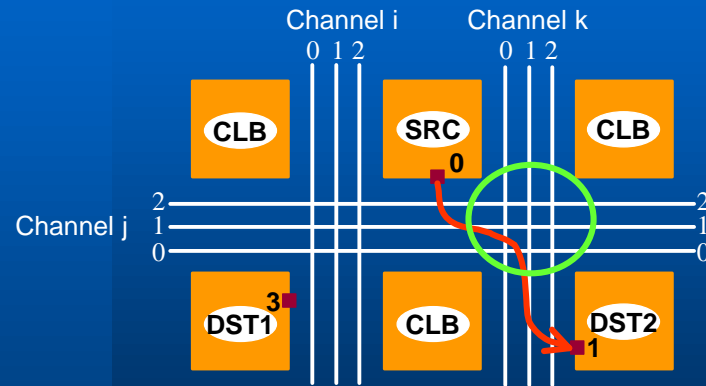 Channel i Channel k
0 1 2 0 1 2
CLB SRC CLB
0
2 2
Channel j 1 1
0 0
3
DST1 CLB DST2
1